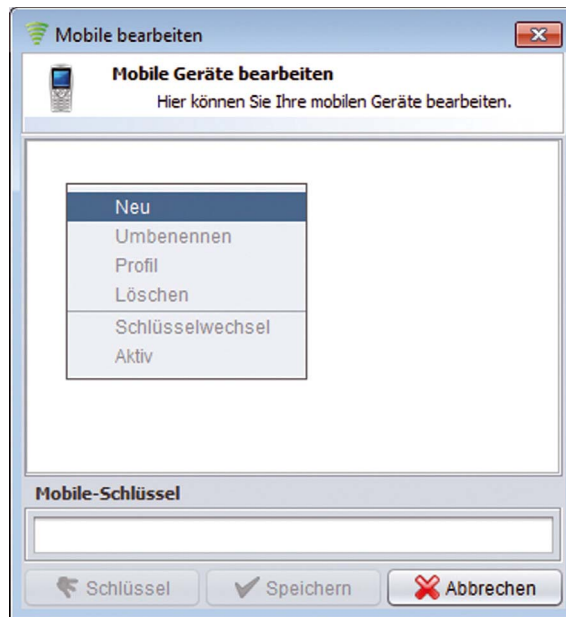 Mobile bearbeiten
Mobile Geräte bearbeiten
Hier können Sie Ihre mobilen Geräte bearbeiten.
Neu
Umbenennen
Profil
Löschen
Schlüsselwechsel
Aktiv
Mobile-Schlüssel
Schlüssel
Speichern
Abbrechen